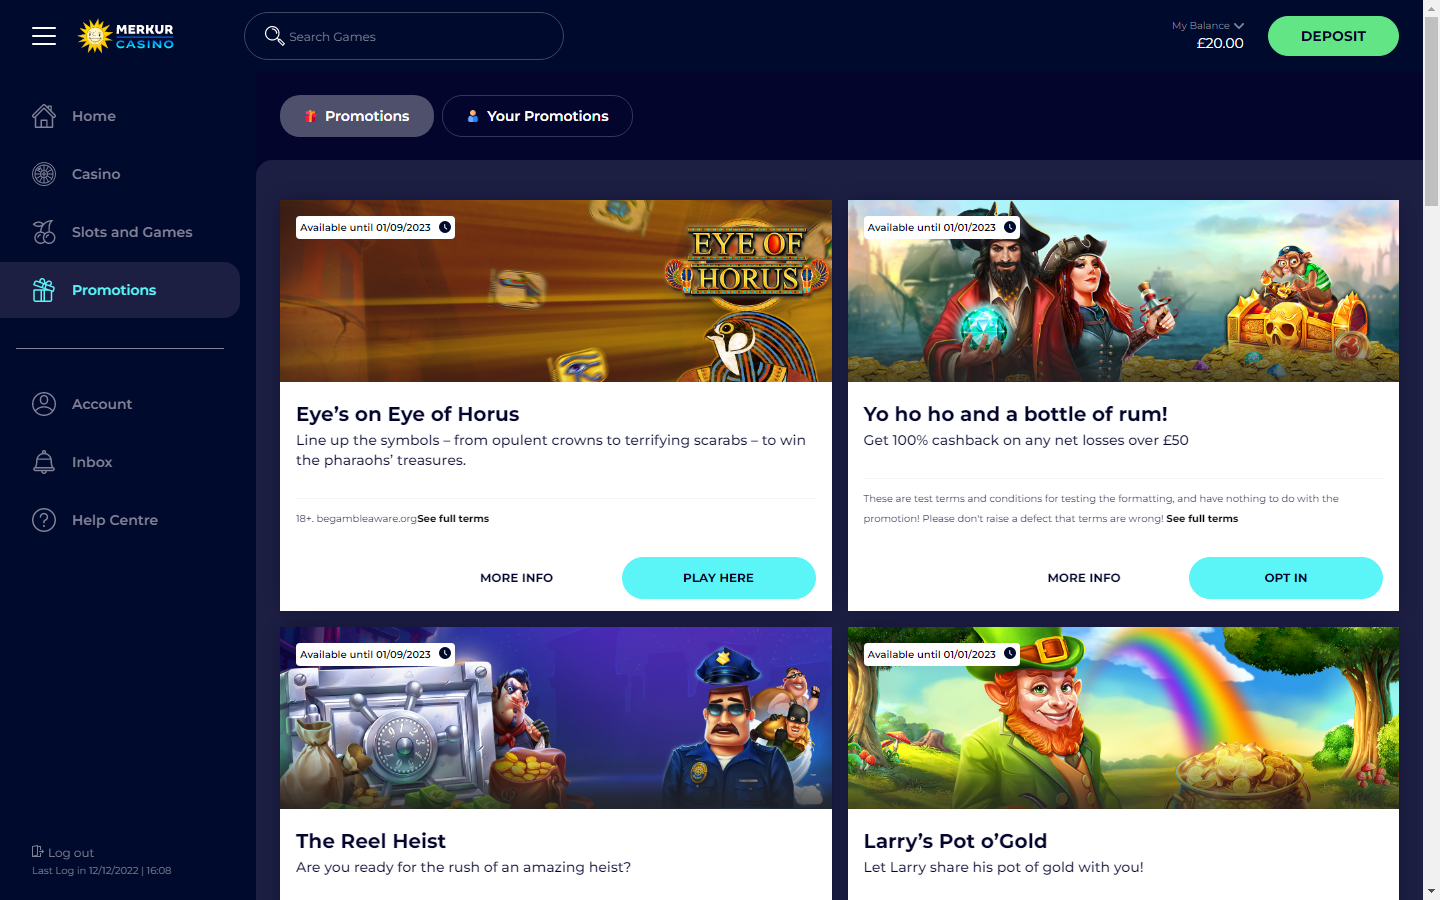 MERKUR
CASINO
Search Games
My Balance
£20.00
DEPOSIT
Home
Casino
Slots and Games
Promotions
Account
Inbox
Help Centre
Log out
Last Log in 12/12/2022 | 16:08
Promotions
Your Promotions
Available until 01/09/2023
EYE OF
HORUS
Eye’s on Eye of Horus
Line up the symbols – from opulent crowns to terrifying scarabs – to win
the pharaohs’ treasures.
18+. begambleaware.orgSee full terms
MORE INFO
PLAY HERE
Available until 01/01/2023
Yo ho ho and a bottle of rum!
Get 100% cashback on any net losses over £50
These are test terms and conditions for testing the formatting, and have nothing to do with the
promotion! Please don't raise a defect that terms are wrong! See full terms
MORE INFO
OPT IN
Available until 01/09/2023
The Reel Heist
Are you ready for the rush of an amazing heist?
Available until 01/01/2023
Larry’s Pot o’Gold
Let Larry share his pot of gold with you!